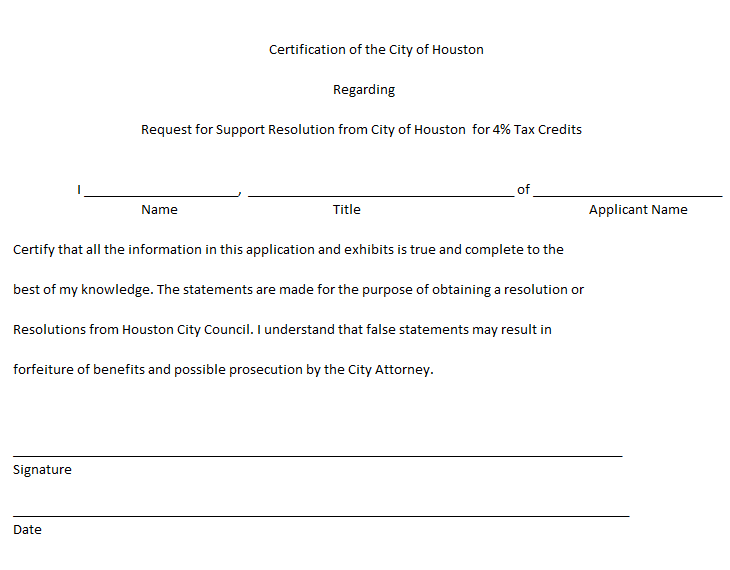 Certification of the City of Houston
Regarding
Request for Support Resolution from City of Houston for 4% Tax Credits
I ______________________, ______________________________________ of ___________________________
Name Title Applicant Name
Certify that all the information in this application and exhibits is true and complete to the
best of my knowledge. The statements are made for the purpose of obtaining a resolution or
Resolutions from Houston City Council. I understand that false statements may result in
forfeiture of benefits and possible prosecution by the City Attorney.
Signature
Date